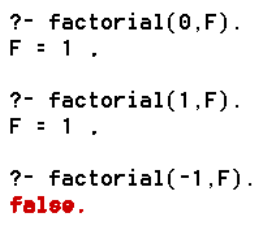 ?- factorial(0,F).
F = 1 .
?- factorial(1,F).
F = 1 .
?- factorial(-1,F).
false.